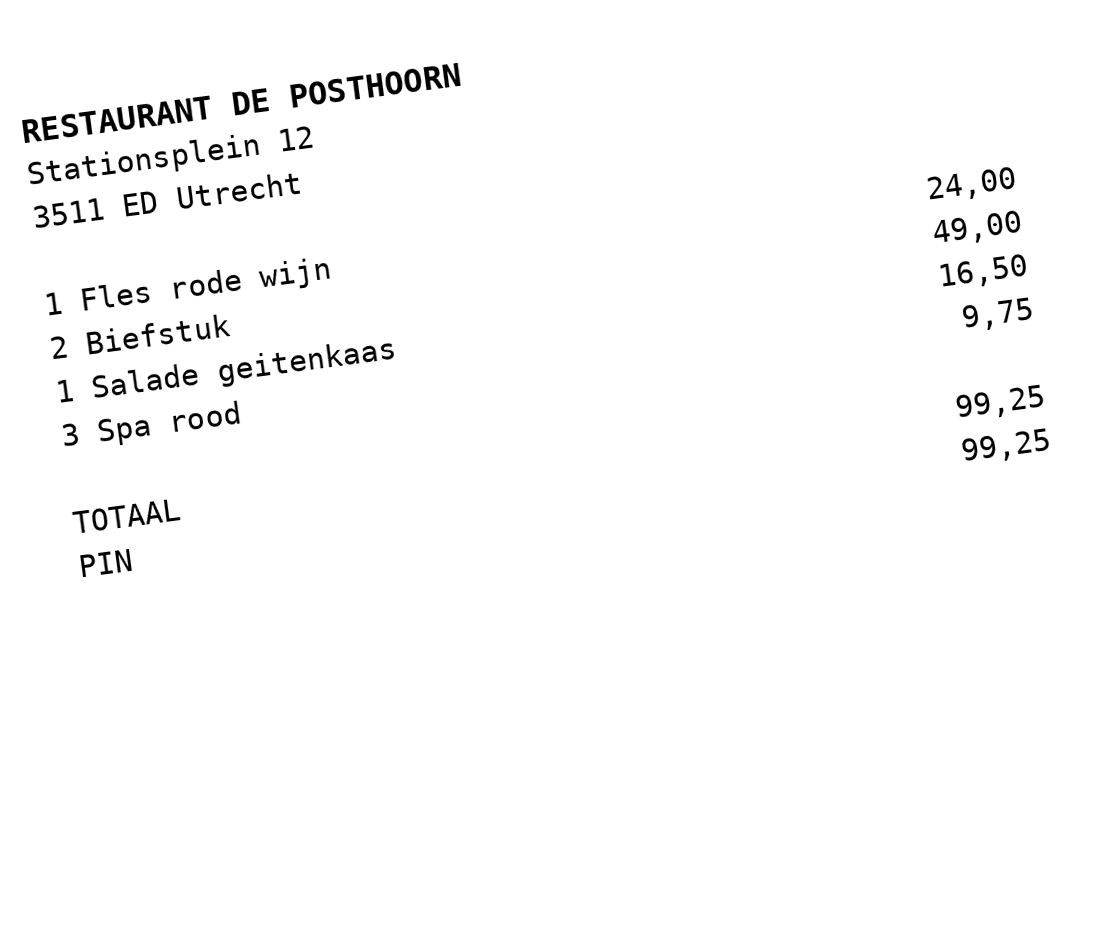 RESTAURANT DE POSTHOORN
Stationsplein 12
3511 ED Utrecht
1 Fles rode wijn 24,00
2 Biefstuk 49,00
1 Salade geitenkaas 16,50
3 Spa rood 9,75
TOTAAL 99,25
PIN 99,25